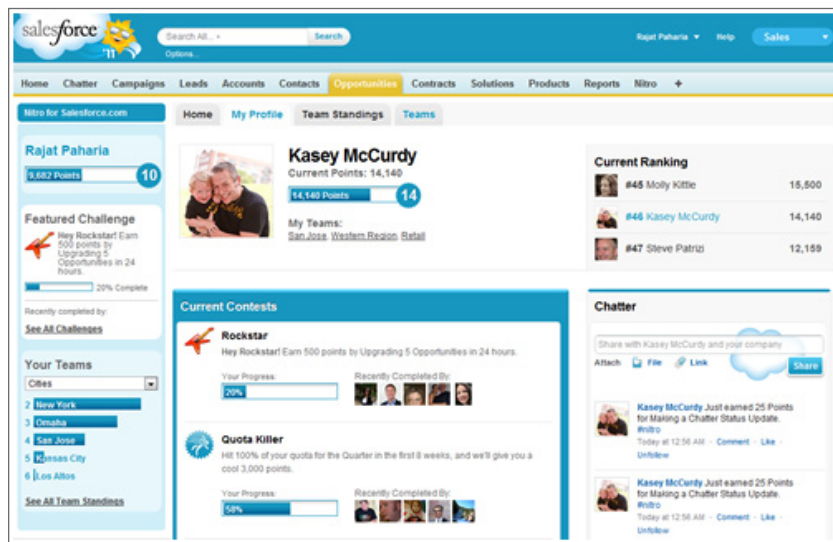 salesforce
'11
Search All...
Search
Options...
Rajat Paharia
Help
Sales
Home Chatter Campaigns Leads Accounts Contacts Opportunities Contracts Solutions Products Reports Nitro +
Nitro for Salesforce.com
Rajat Paharia
9,682 Points
10
Featured Challenge
Hey Rockstar! Earn
500 points by
Upgrading 5
Opportunities in 24
hours.
20% Complete
Recently completed by:
See All Challenges
Your Teams
Cities
2 New York
3 Omaha
4 San Jose
5 Kansas City
6 Los Altos
See All Team Standings
Home My Profile Team Standings Teams
Kasey McCurdy
Current Points: 14,140
14,140 Points
14
My Teams:
San Jose, Western Region, Retail
Current Ranking
#45 Molly Kittle 15,500
#46 Kasey McCurdy 14,140
#47 Steve Patrizi 12,159
Current Contests
Rockstar
Hey Rockstar! Earn 500 points by Upgrading 5 Opportunities in 24 hours.
Your Progress: Recently Completed By:
20%
Quota Killer
Hit 100% of your quota for the Quarter in the first 8 weeks, and we'll give you a
cool 3,000 points.
Your Progress: Recently Completed By:
58%
Chatter
Share with Kasey McCurdy and your company
Attach File Link
Share
Kasey McCurdy Just earned 25 Points
for Making a Chatter Status Update.
#nitro
Today at 12:56 AM · Comment · Like ·
Unfollow
Kasey McCurdy Just earned 25 Points
for Making a Chatter Status Update.
#nitro
Today at 12:56 AM · Comment · Like ·
Unfollow